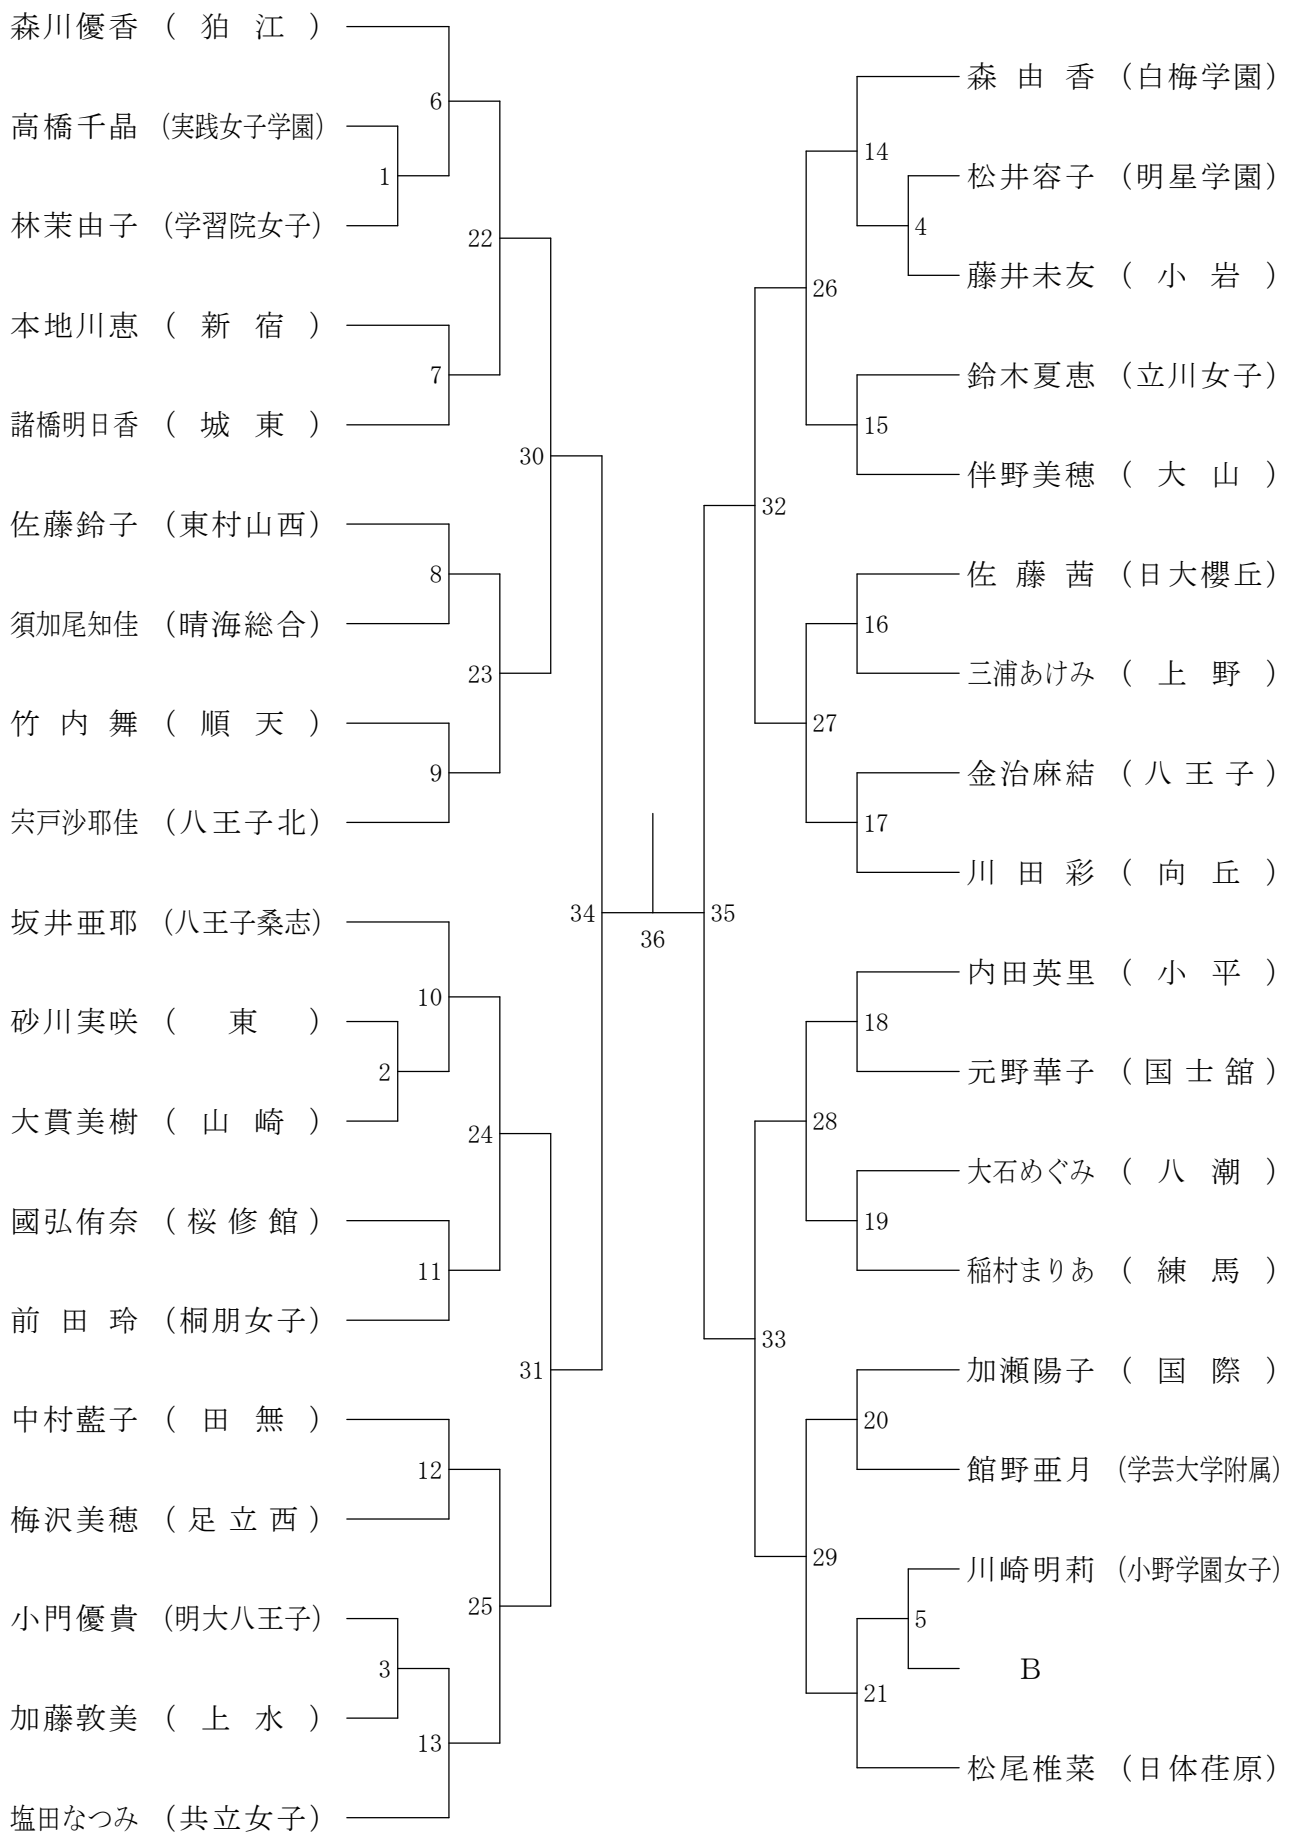 森川優香 (狛江)
高橋千晶 (実践女子学園)
林茉由子 (学習院女子)
本地川恵 (新宿)
諸橋明日香 (城東)
佐藤鈴子 (東村山西)
須加尾知佳 (晴海総合)
竹内舞 (順天)
宍戸沙耶佳 (八王子北)
坂井亜耶 (八王子桑志)
砂川実咲 (東)
大貫美樹 (山崎)
國弘侑奈 (桜修館)
前田玲 (桐朋女子)
中村藍子 (田無)
梅沢美穂 (足立西)
小門優貴 (明大八王子)
加藤敦美 (上水)
塩田なつみ (共立女子)
1
2
3
6
7
8
9
10
11
12
13
22
23
24
25
30
31
34
36
35
32
33
26
27
28
29
14
15
16
17
18
19
20
21
4
5
森由香 (白梅学園)
松井容子 (明星学園)
藤井未友 (小岩)
鈴木夏恵 (立川女子)
伴野美穂 (大山)
佐藤茜 (日大櫻丘)
三浦あけみ (上野)
金治麻結 (八王子)
川田彩 (向丘)
内田英里 (小平)
元野華子 (国士舘)
大石めぐみ (八潮)
稲村まりあ (練馬)
加瀬陽子 (国際)
館野亜月 (学芸大学附属)
川崎明莉 (小野学園女子)
B
松尾椎菜 (日体荏原)